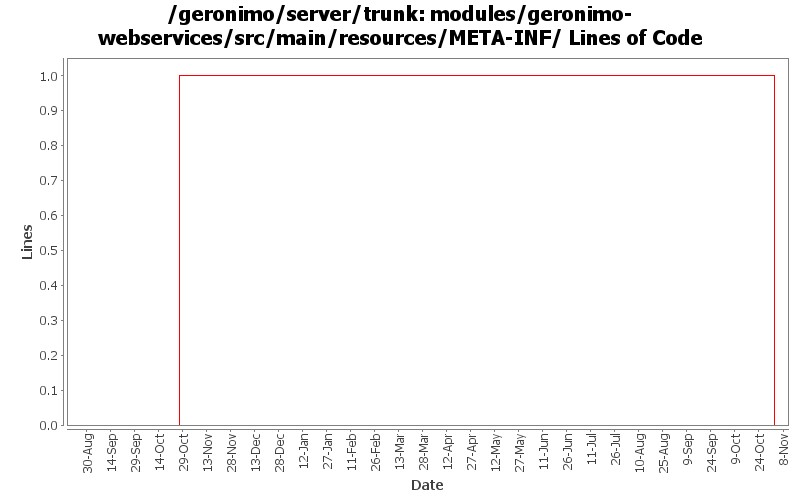 /geronimo/server/trunk: modules/geronimo-
webservices/src/main/resources/META-INF/ Lines of Code
1.0
0.9
0.8
0.7
0.6
0.5
0.4
0.3
0.2
0.1
0.0
Lines
30-Aug
14-Sep
29-Sep
14-Oct
29-Oct
13-Nov
28-Nov
13-Dec
28-Dec
12-Jan
27-Jan
11-Feb
26-Feb
13-Mar
28-Mar
12-Apr
27-Apr
12-May
27-May
11-Jun
26-Jun
11-Jul
26-Jul
10-Aug
25-Aug
9-Sep
24-Sep
9-Oct
24-Oct
8-Nov
Date